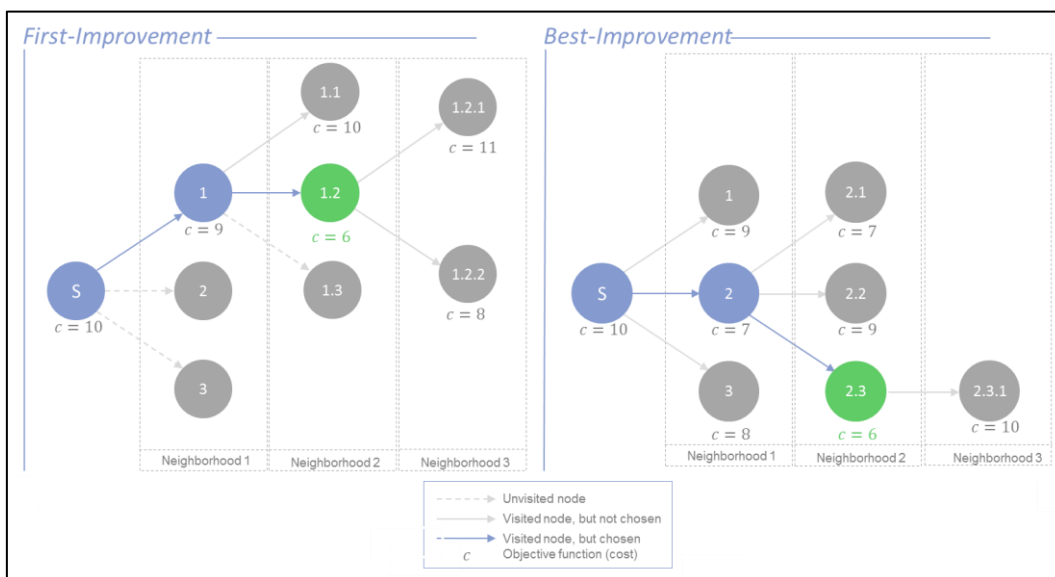 First-Improvement
1.1
c = 10
1.2.1
c = 11
1
c = 9
1.2
c = 6
S
c = 10
2
1.3
1.2.2
c = 8
3
Neighborhood 1
Neighborhood 2
Neighborhood 3
Best-Improvement
1
c = 9
2.1
c = 7
S
c = 10
2
c = 7
2.2
c = 9
3
c = 8
2.3
c = 6
2.3.1
c = 10
Neighborhood 1
Neighborhood 2
Neighborhood 3
Unvisited node
Visited node, but not chosen
Visited node, but chosen
c Objective function (cost)